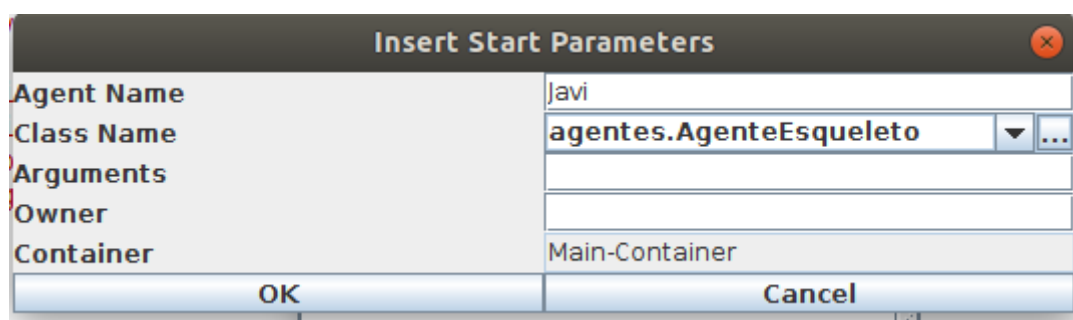 Insert Start Parameters
Agent Name Javi
Class Name agentes.AgenteEsqueleto ...
Arguments
Owner
Container Main-Container
OK Cancel